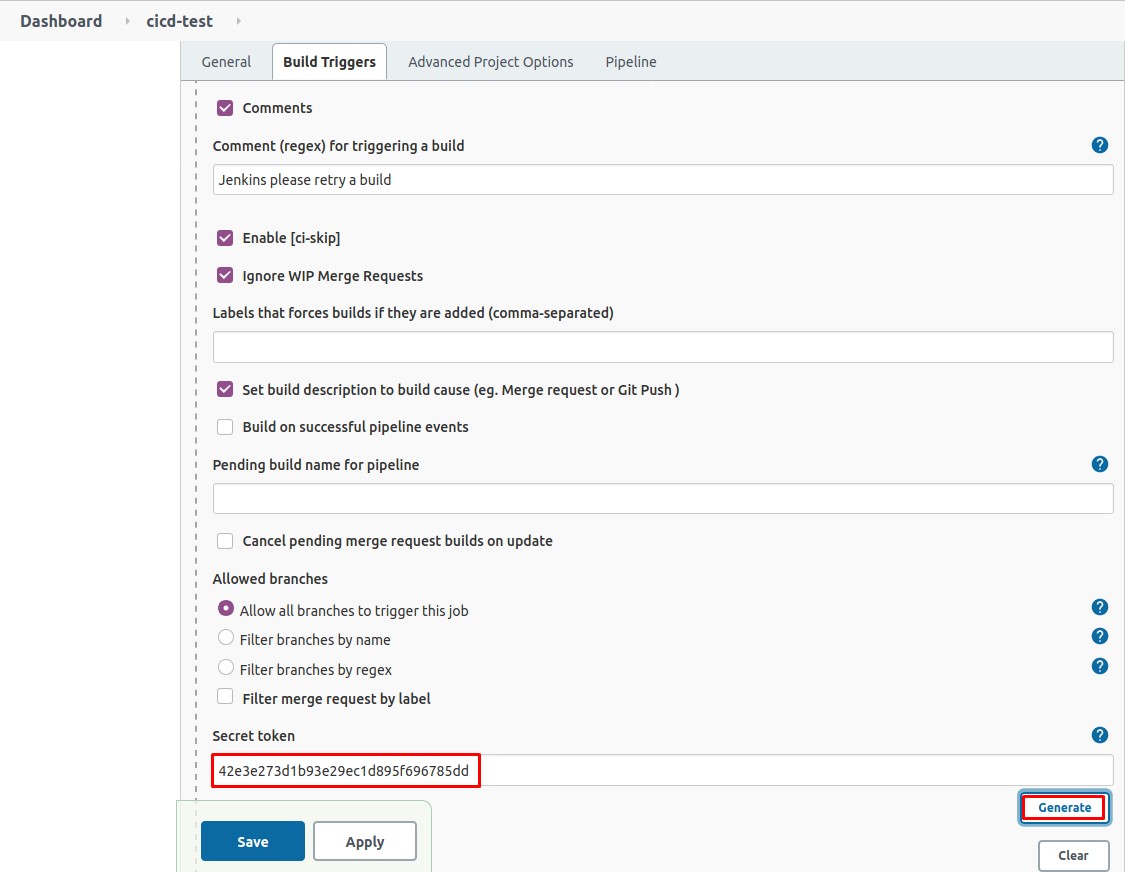 Dashboard cicd-test
General Build Triggers Advanced Project Options Pipeline
Comments
Comment (regex) for triggering a build ?
Jenkins please retry a build
Enable [ci-skip]
Ignore WIP Merge Requests
Labels that forces builds if they are added (comma-separated)
Set build description to build cause (eg. Merge request or Git Push )
Build on successful pipeline events
Pending build name for pipeline ?
Cancel pending merge request builds on update
Allowed branches
Allow all branches to trigger this job ?
Filter branches by name ?
Filter branches by regex ?
Filter merge request by label
Secret token ?
42e3e273d1b93e29ec1d895f696785dd
Generate
Save Apply
Clear